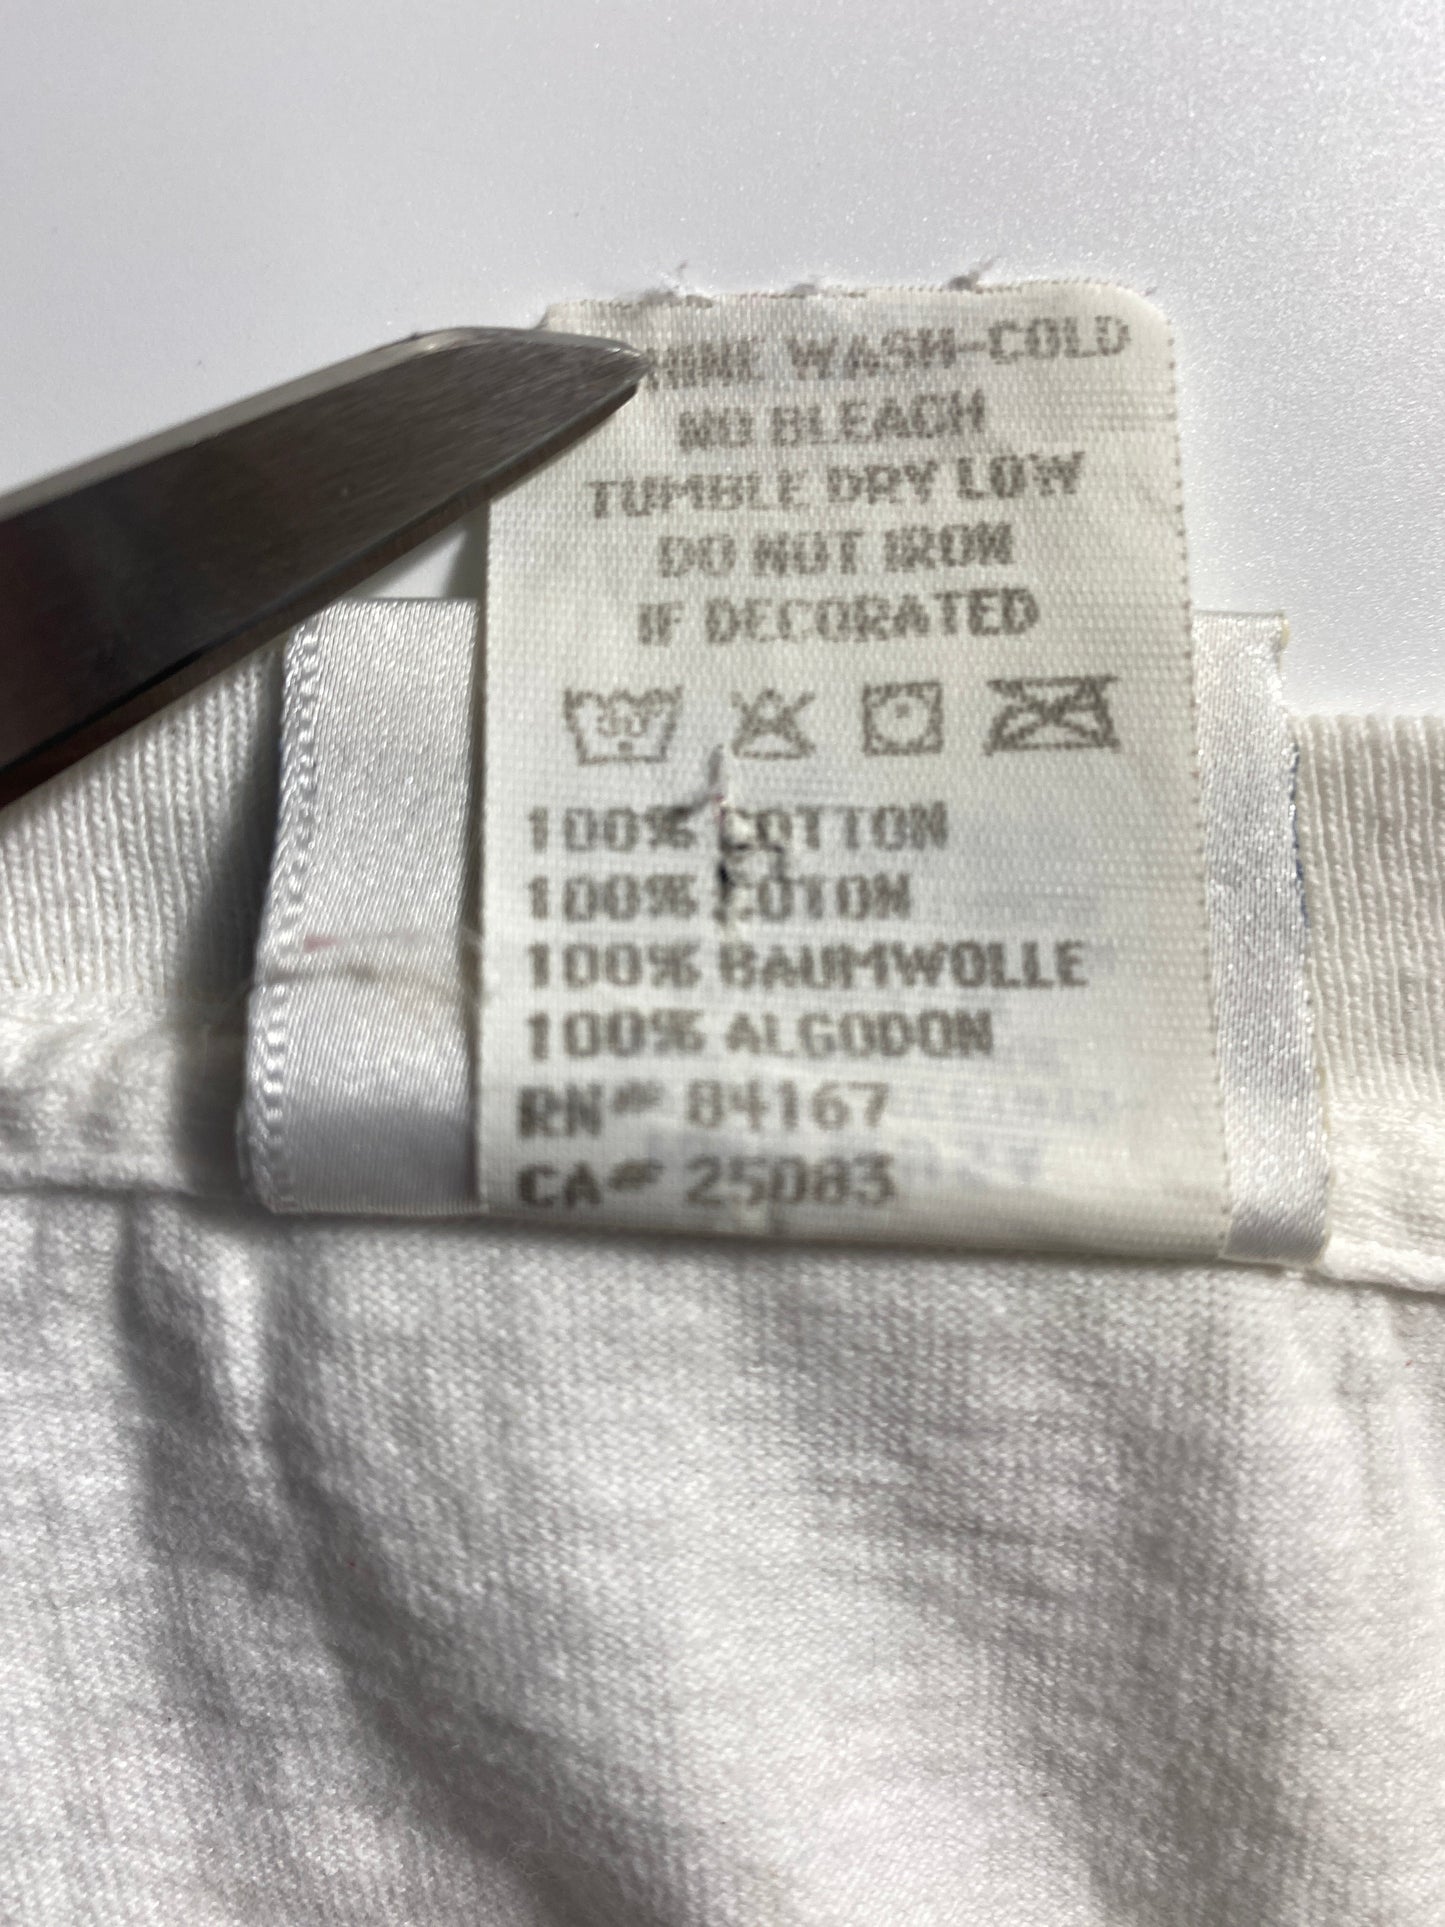 WASH-COLD
NO BLEACH
TUMBLE DRY LOW
DO NOT IRON
IF DECORATED
100% COTTON
100% COTON
100% BAUMWOLLE
100% ALGODON
RN# 84167
CA# 25083